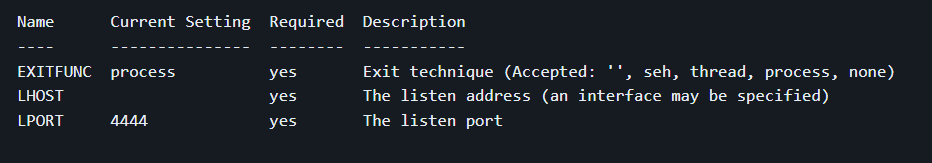 Name      Current Setting  Required  Description
----      ---------------  --------  -----------
EXITFUNC  process          yes       Exit technique (Accepted: '', seh, thread, process, none)
LHOST                      yes       The listen address (an interface may be specified)
LPORT     4444             yes       The listen port